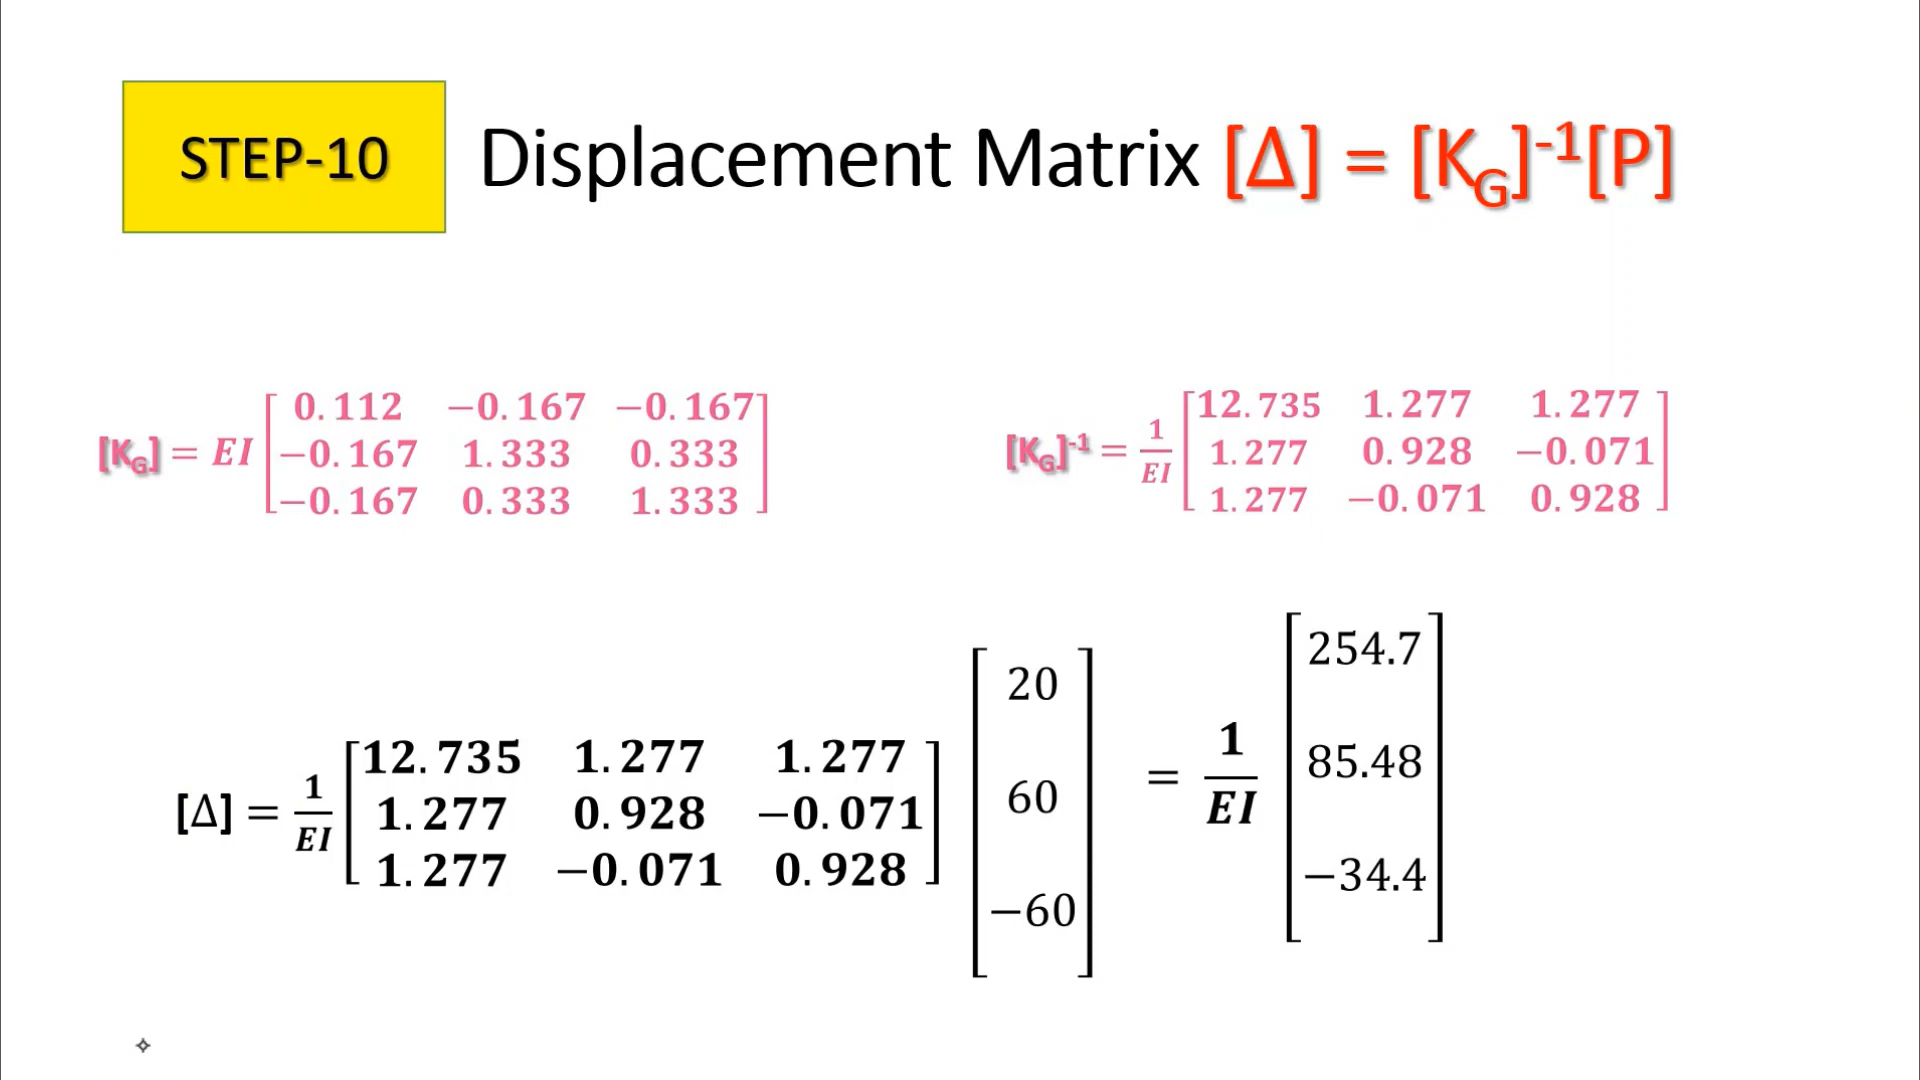 STEP-10
Displacement Matrix [Δ] = [K_G]^-1[P]
[K_G] = EI [0.112 −0.167 −0.167
−0.167 1.333 0.333
−0.167 0.333 1.333]
[K_G]^-1 = 1/EI [12.735 1.277 1.277
1.277 0.928 −0.071
1.277 −0.071 0.928]
[Δ] = 1/EI [12.735 1.277 1.277
1.277 0.928 −0.071
1.277 −0.071 0.928]
[20
60
−60]
= 1/EI [254.7
85.48
−34.4]